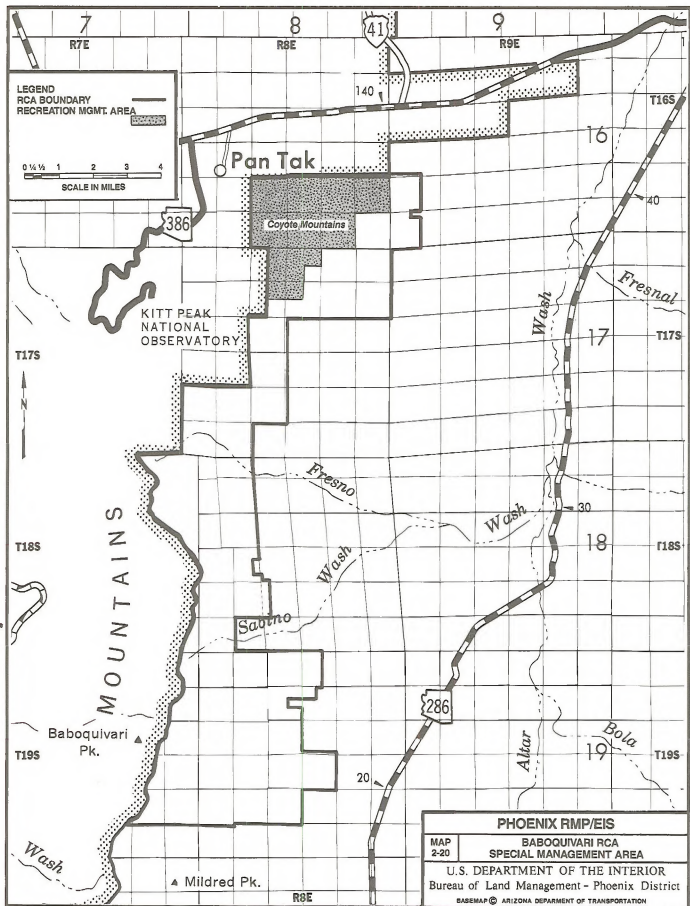 7
8
9
R7E
R8E
R9E
41
LEGEND
RCA BOUNDARY
RECREATION MGMT. AREA
0 ¼ ½ 1 2 3 4
SCALE IN MILES
140
T16S
16
Pan Tak
386
Coyote Mountains
40
Fresnal
Wash
KITT PEAK
NATIONAL
OBSERVATORY
17
T17S
T17S
N
Fresno
Wash
30
MOUNTAINS
T18S
Wash
18
T18S
Sabino
286
Baboquivari
Pk.
Altar
Bola
19
T19S
T19S
20
Wash
Mildred Pk.
R8E
PHOENIX RMP/EIS
MAP
2-20
BABOQUIVARI RCA
SPECIAL MANAGEMENT AREA
U.S. DEPARTMENT OF THE INTERIOR
Bureau of Land Management - Phoenix District
BASEMAP © ARIZONA DEPARMENT OF TRANSPORTATION